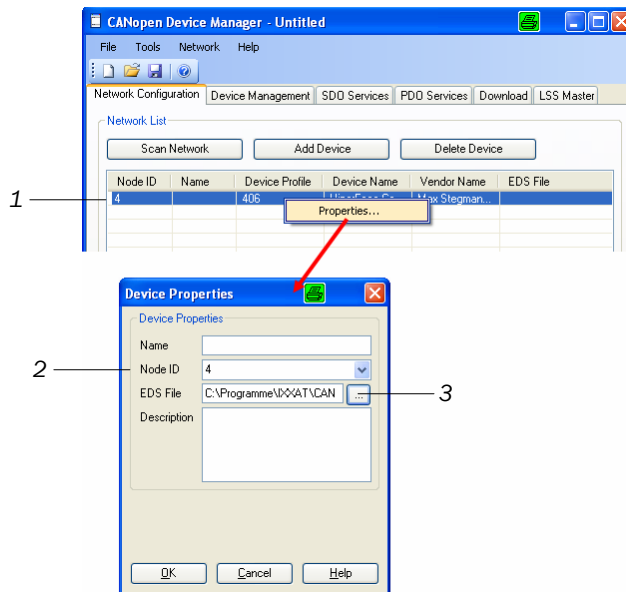 CANopen Device Manager - Untitled
File Tools Network Help
Network Configuration Device Management SDO Services PDO Services Download LSS Master
Network List
Scan Network Add Device Delete Device
Node ID Name Device Profile Device Name Vendor Name EDS File
1
4 406 Max Stegman...
Properties...
Device Properties
Device Properties
Name
2
Node ID 4
EDS File C:\Programme\IXXAT\CAN ...
3
Description
OK Cancel Help